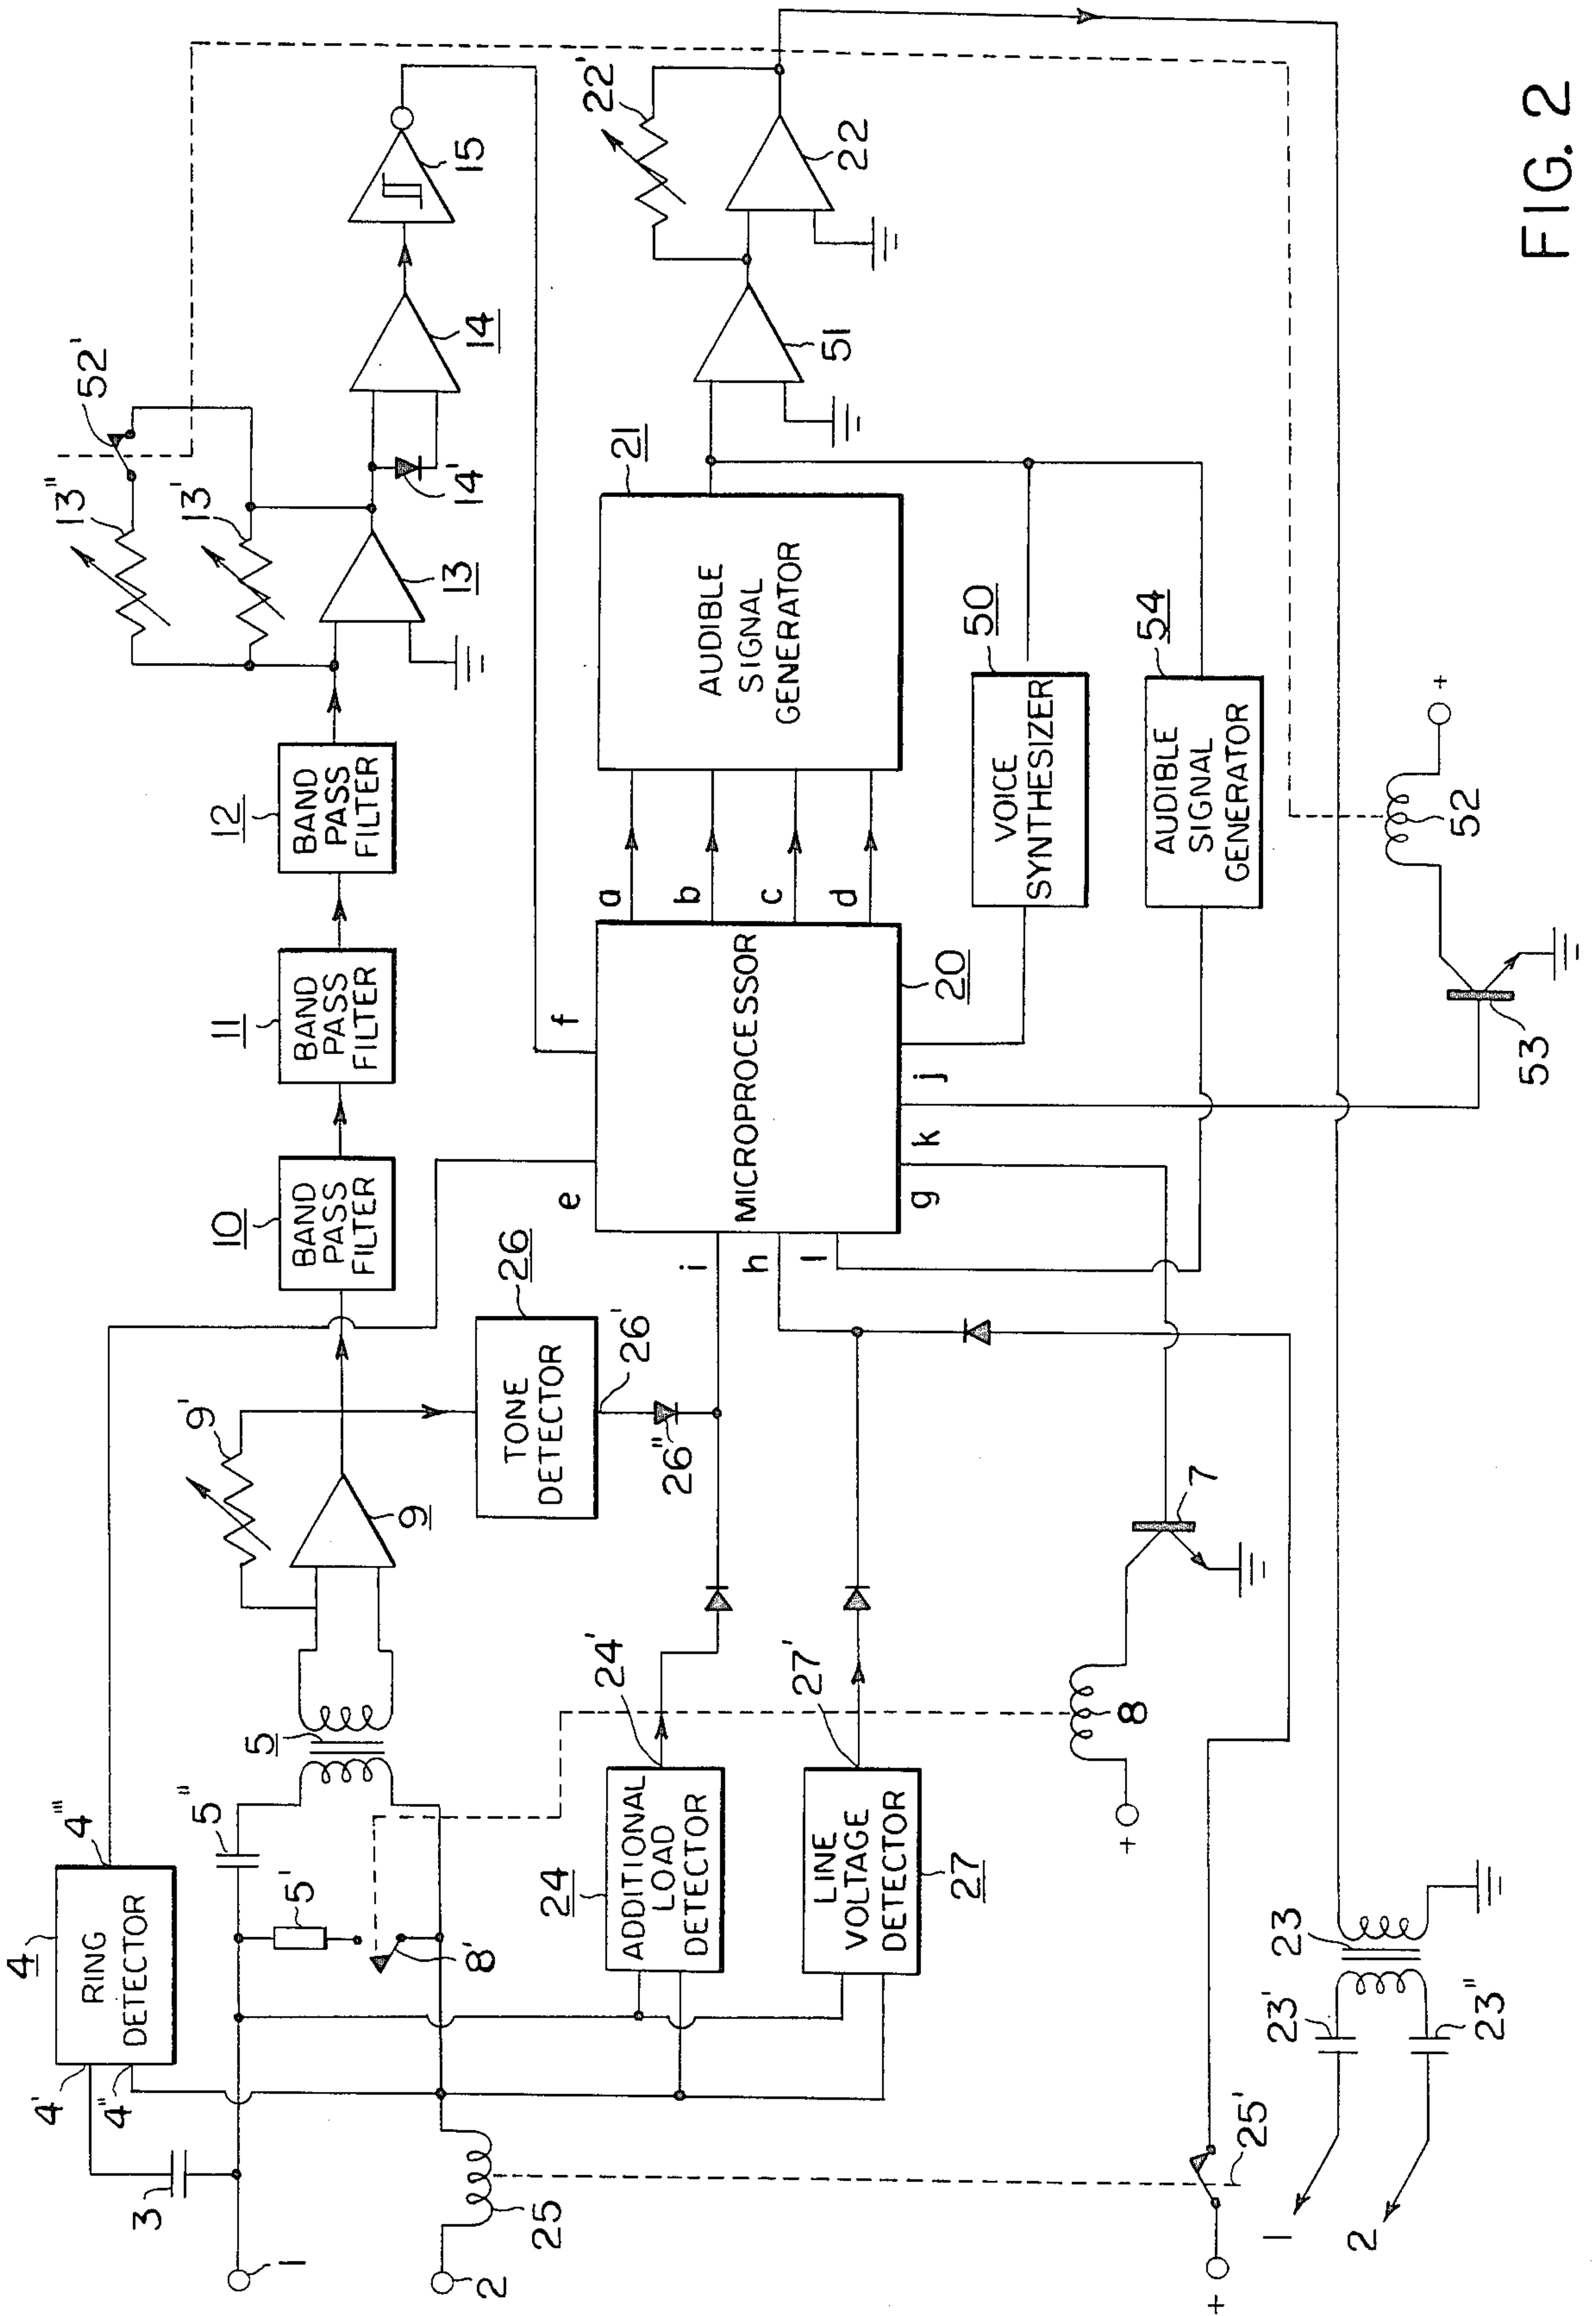 FIG. 2
4
RING
DETECTOR
4'
4''
4'''
3
1
2
25
5
5'
5''
8'
9
9'
10
BAND
PASS
FILTER
11
BAND
PASS
FILTER
12
BAND
PASS
FILTER
13
13'
13''
52'
14
14'
15
26
TONE
DETECTOR
26'
26''
24
ADDITIONAL
LOAD
DETECTOR
24'
27
LINE
VOLTAGE
DETECTOR
27'
MICROPROCESSOR
20
a
b
c
d
e
f
g
h
i
j
k
l
21
AUDIBLE
SIGNAL
GENERATOR
50
VOICE
SYNTHESIZER
54
AUDIBLE
SIGNAL
GENERATOR
51
22
22'
7
8
+
52
+
53
23
23'
23''
1
2
25'
+